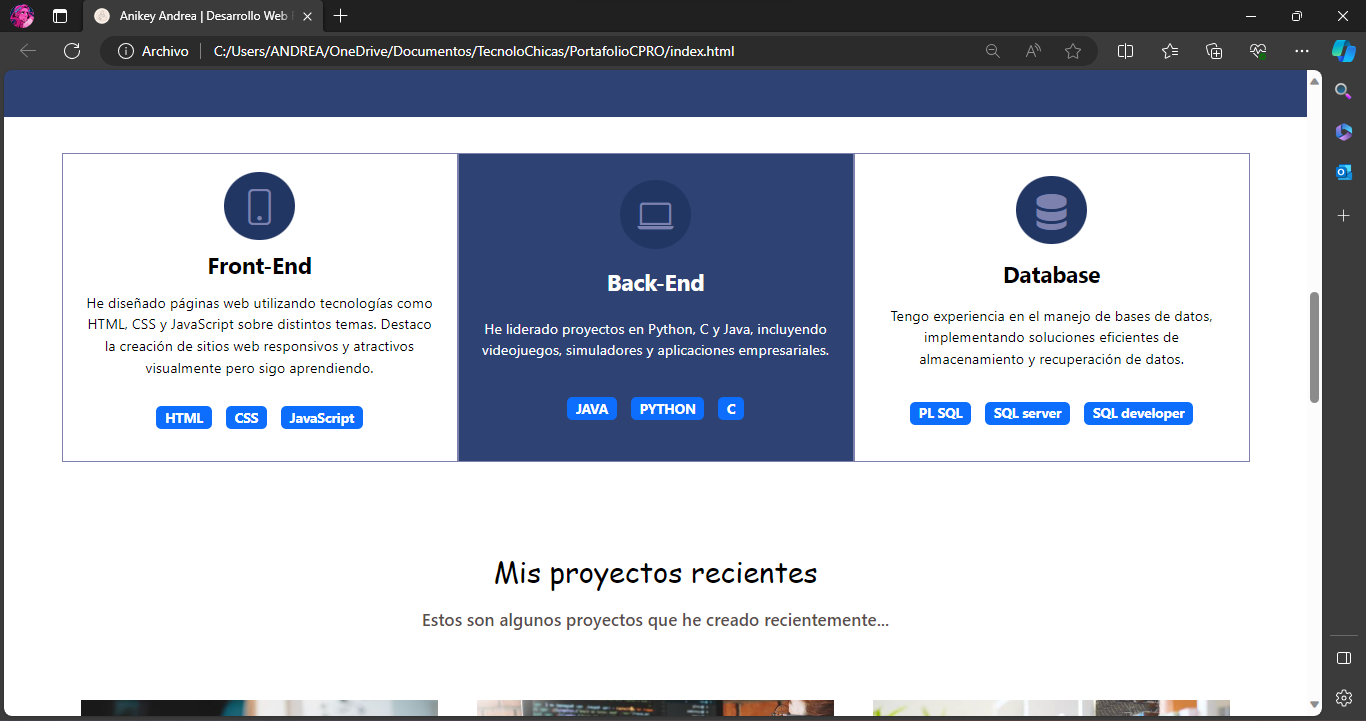 Anikey Andrea | Desarrollo Web
Archivo
C:/Users/ANDREA/OneDrive/Documentos/TecnoloChicas/PortafolioCPRO/index.html
Front-End
He diseñado páginas web utilizando tecnologías como
HTML, CSS y JavaScript sobre distintos temas. Destaco
la creación de sitios web responsivos y atractivos
visualmente pero sigo aprendiendo.
HTML CSS JavaScript
Back-End
He liderado proyectos en Python, C y Java, incluyendo
videojuegos, simuladores y aplicaciones empresariales.
JAVA PYTHON C
Database
Tengo experiencia en el manejo de bases de datos,
implementando soluciones eficientes de
almacenamiento y recuperación de datos.
PL SQL SQL server SQL developer
Mis proyectos recientes
Estos son algunos proyectos que he creado recientemente...